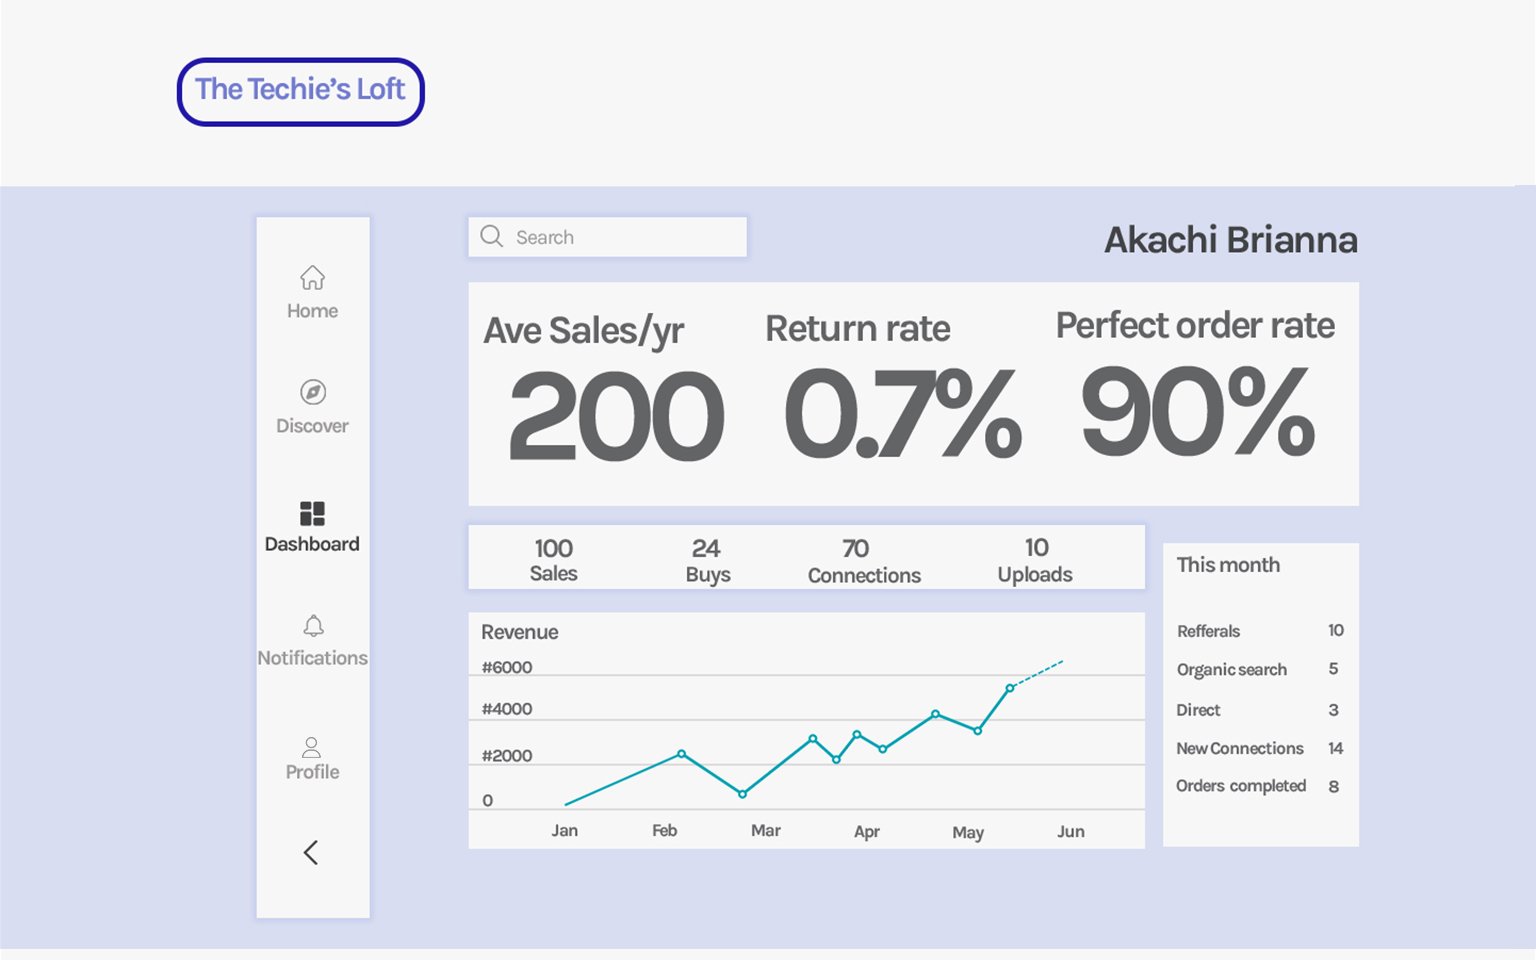 The Techie's Loft
Home
Discover
Dashboard
Notifications
Profile
Search
Akachi Brianna
Ave Sales/yr
200
Return rate
0.7%
Perfect order rate
90%
100
Sales
24
Buys
70
Connections
10
Uploads
Revenue
#6000
#4000
#2000
0
Jan Feb Mar Apr May Jun
This month
Refferals 10
Organic search 5
Direct 3
New Connections 14
Orders completed 8